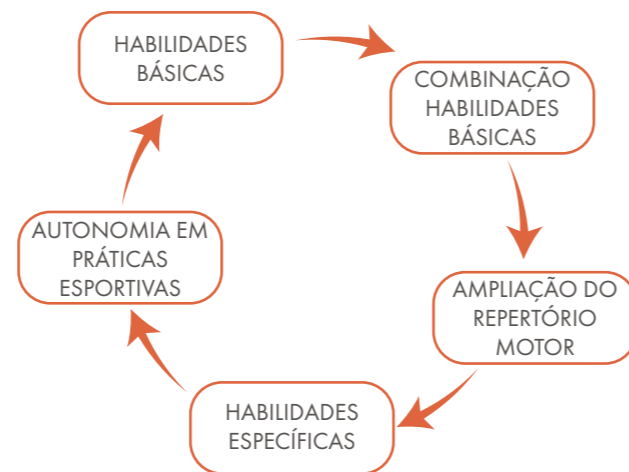 HABILIDADES
BÁSICAS
COMBINAÇÃO
HABILIDADES
BÁSICAS
AMPLIAÇÃO DO
REPERTÓRIO
MOTOR
HABILIDADES
ESPECÍFICAS
AUTONOMIA EM
PRÁTICAS
ESPORTIVAS